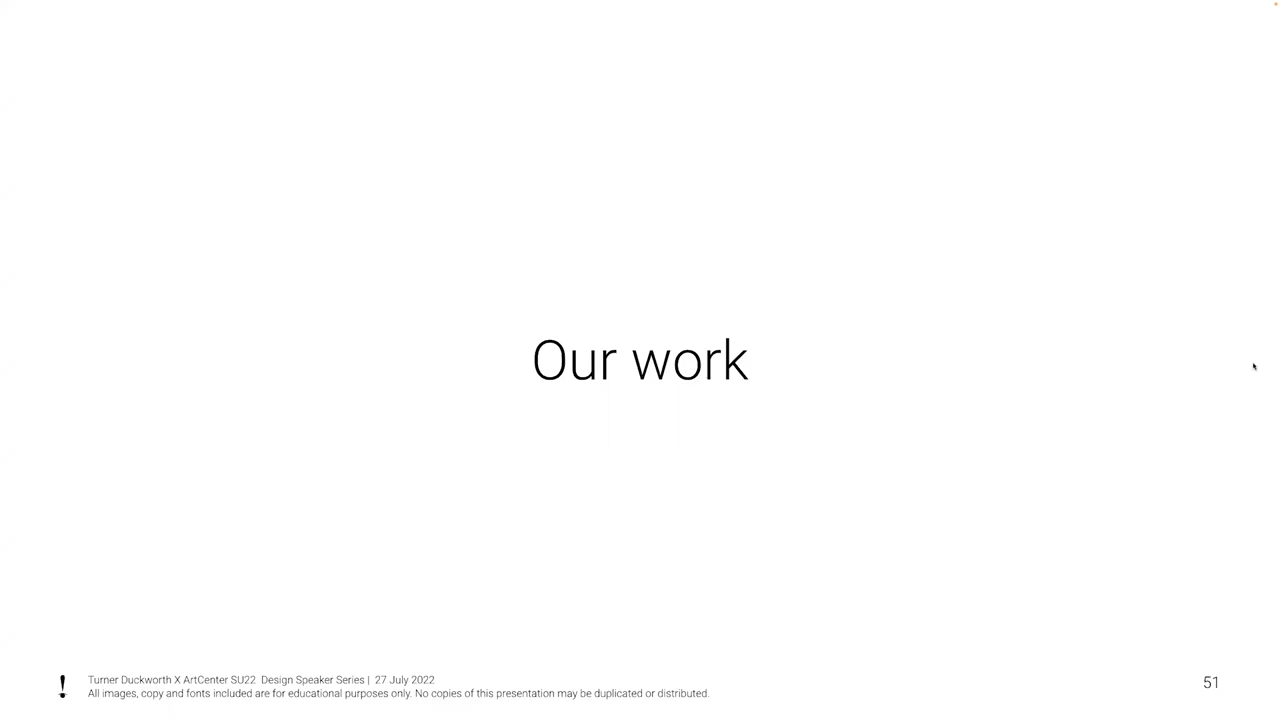 Our work
! Turner Duckworth X ArtCenter SU22 Design Speaker Series | 27 July 2022
All images, copy and fonts included are for educational purposes only. No copies of this presentation may be duplicated or distributed.
51